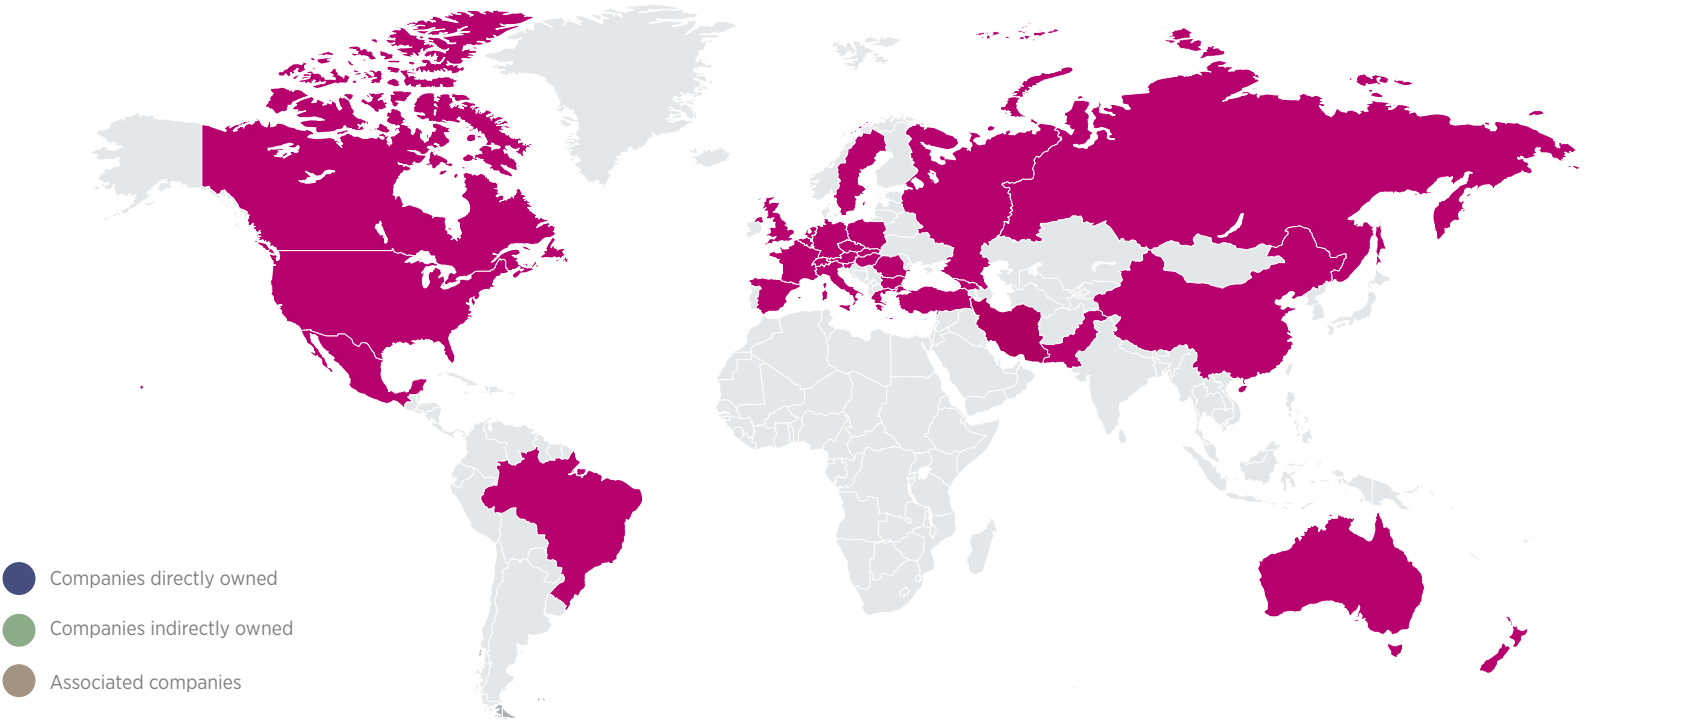 Companies directly owned
Companies indirectly owned
Associated companies